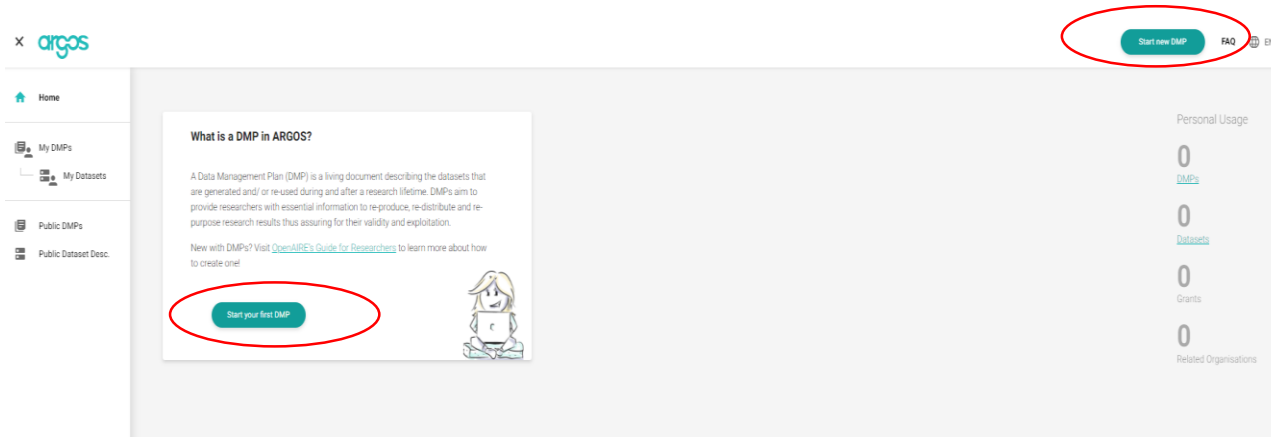 × argos
Start new DMP FAQ
Home
My DMPs
My Datasets
Public DMPs
Public Dataset Desc.
What is a DMP in ARGOS?
A Data Management Plan (DMP) is a living document describing the datasets that
are generated and/ or re-used during and after a research lifetime. DMPs aim to
provide researchers with essential information to re-produce, re-distribute and re-
purpose research results thus assuring for their validity and exploitation.
New with DMPs? Visit OpenAIRE's Guide for Researchers to learn more about how
to create one!
Start your first DMP
Personal Usage
0
DMPs
0
Datasets
0
Grants
0
Related Organisations